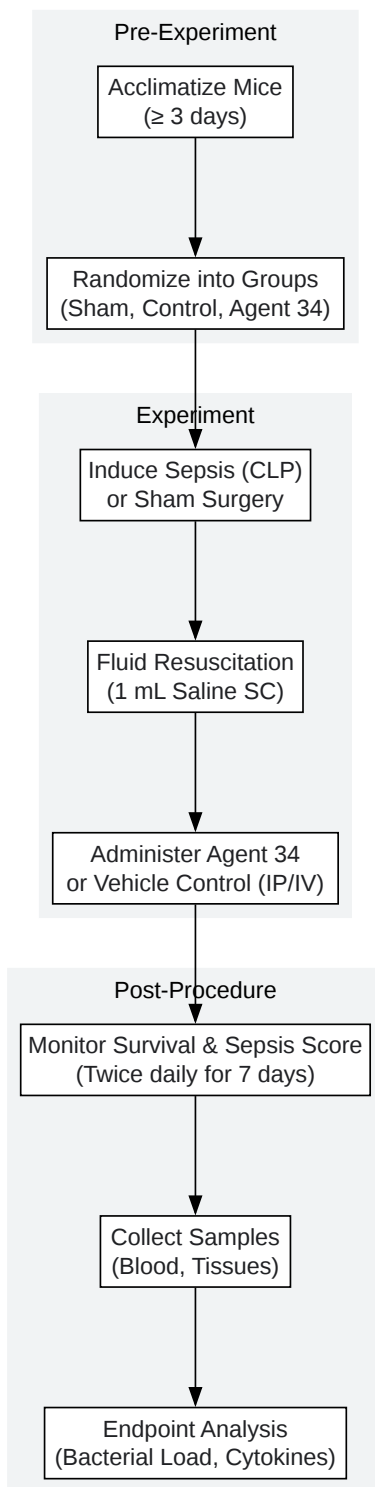 Pre-Experiment
Acclimatize Mice
(≥ 3 days)
Randomize into Groups
(Sham, Control, Agent 34)
Experiment
Induce Sepsis (CLP)
or Sham Surgery
Fluid Resuscitation
(1 mL Saline SC)
Administer Agent 34
or Vehicle Control (IP/IV)
Post-Procedure
Monitor Survival & Sepsis Score
(Twice daily for 7 days)
Collect Samples
(Blood, Tissues)
Endpoint Analysis
(Bacterial Load, Cytokines)